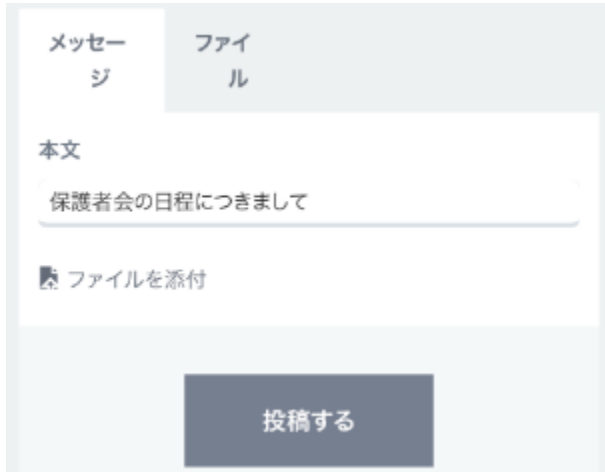 メッセー
ジ
ファイ
ル
本文
保護者会の日程につきまして
ファイルを添付
投稿する